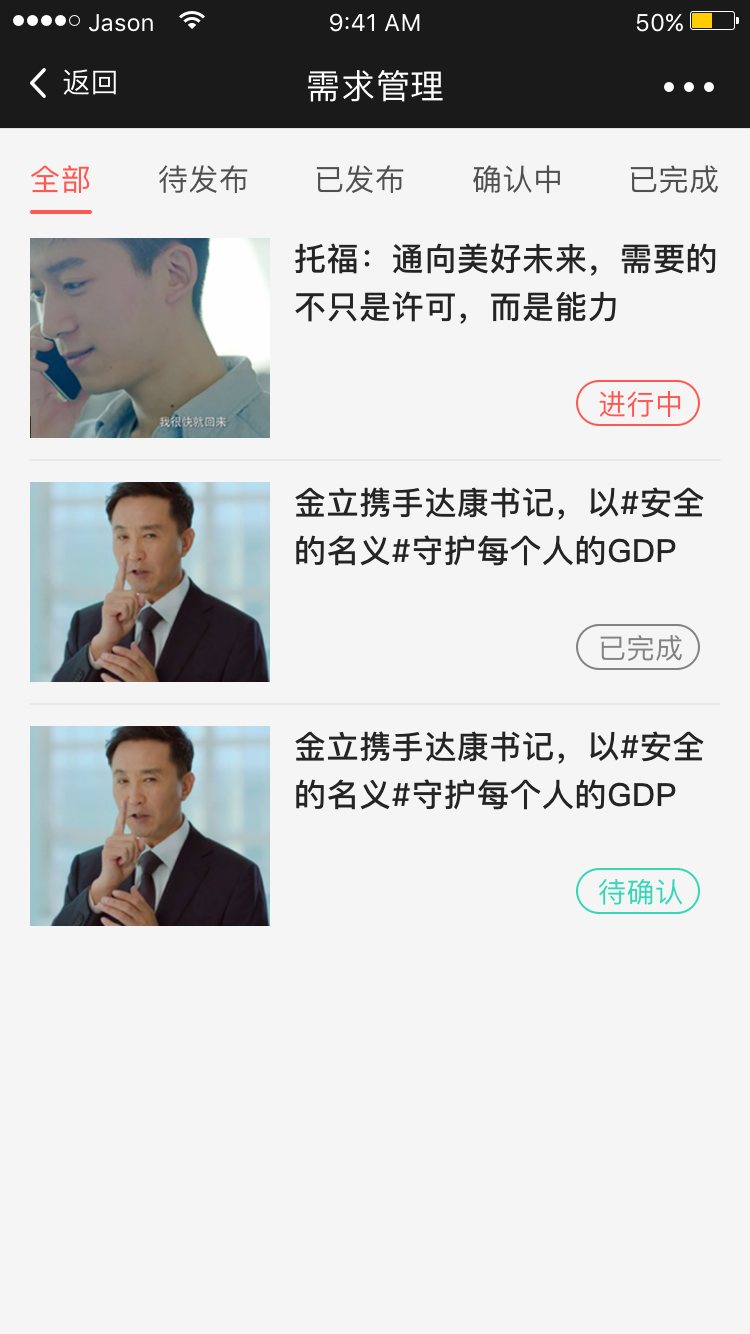 Jason 9:41 AM 50%
返回 需求管理
全部 待发布 已发布 确认中 已完成
托福：通向美好未来，需要的
不只是许可，而是能力
我很快就回来
进行中
金立携手达康书记，以#安全
的名义#守护每个人的GDP
已完成
金立携手达康书记，以#安全
的名义#守护每个人的GDP
待确认